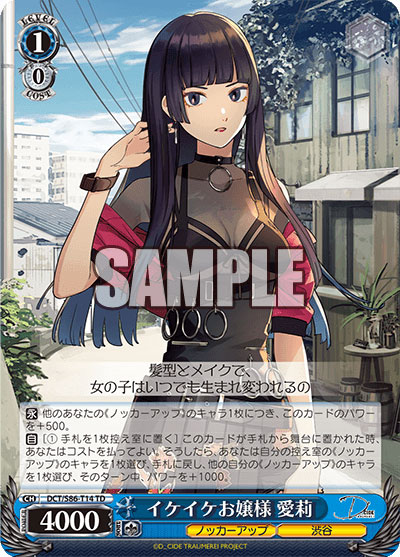 LEVEL
1
0
COST
SAMPLE
髪型とメイクで、
女の子はいつでも生まれ変われるの
永 他のあなたの《ノッカーアップ》のキャラ1枚につき、このカードのパワー
を+500。
自 [① 手札を1枚控え室に置く] このカードが手札から舞台に置かれた時、
あなたはコストを払ってよい。そうしたら、あなたは自分の控え室の《ノッカー
アップ》のキャラを1枚選び、手札に戻し、他の自分の《ノッカーアップ》のキャラを
1枚選び、そのターン中、パワーを+1000。
CH DCT/S86-T14 TD
4000
イケイケお嬢様 愛莉
ノッカーアップ 渋谷
©D_CIDE TRAUMEREI PROJECT